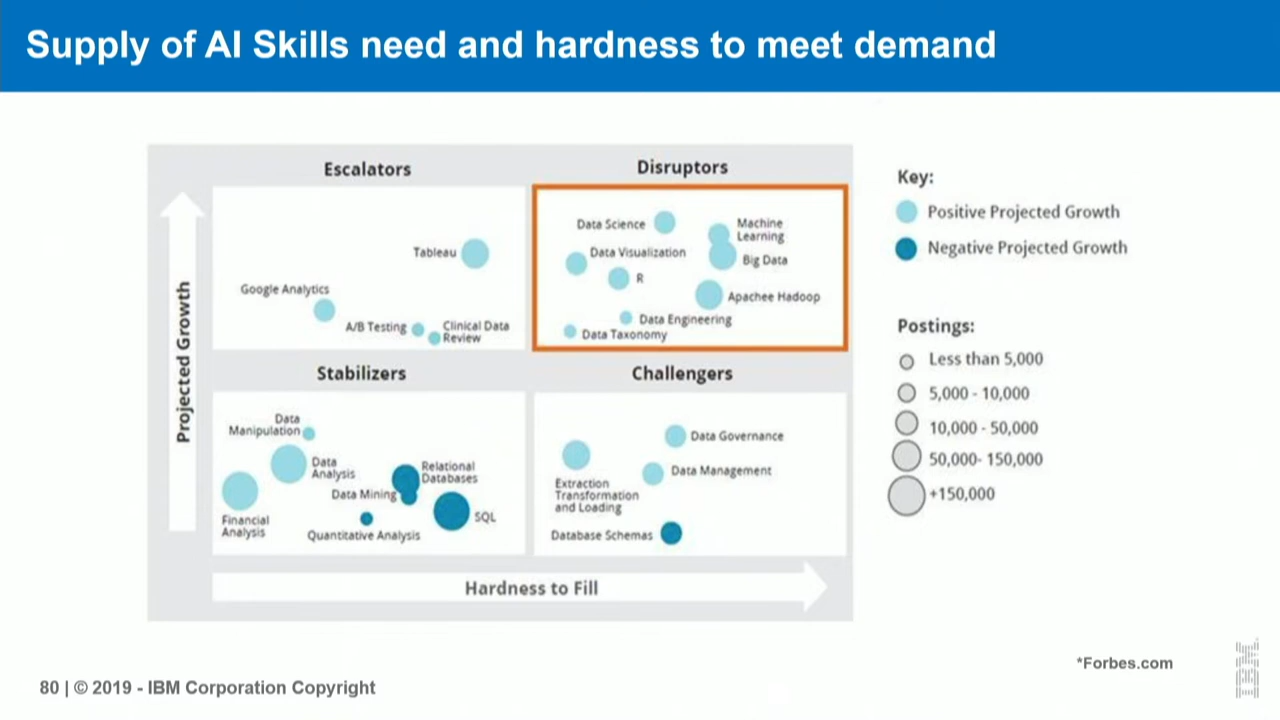 Supply of AI Skills need and hardness to meet demand
Escalators
Disruptors
Projected Growth
Tableau
Google Analytics
A/B Testing
Clinical Data
Review
Data Science
Machine
Learning
Data Visualization
Big Data
R
Apachee Hadoop
Data Engineering
Data Taxonomy
Stabilizers
Challengers
Data
Manipulation
Data
Analysis
Relational
Databases
Data Mining
SQL
Financial
Analysis
Quantitative Analysis
Data Governance
Data Management
Extraction
Transformation
and Loading
Database Schemas
Hardness to Fill
Key:
Positive Projected Growth
Negative Projected Growth
Postings:
Less than 5,000
5,000 - 10,000
10,000 - 50,000
50,000- 150,000
+150,000
*Forbes.com
IBM
80 | © 2019 - IBM Corporation Copyright